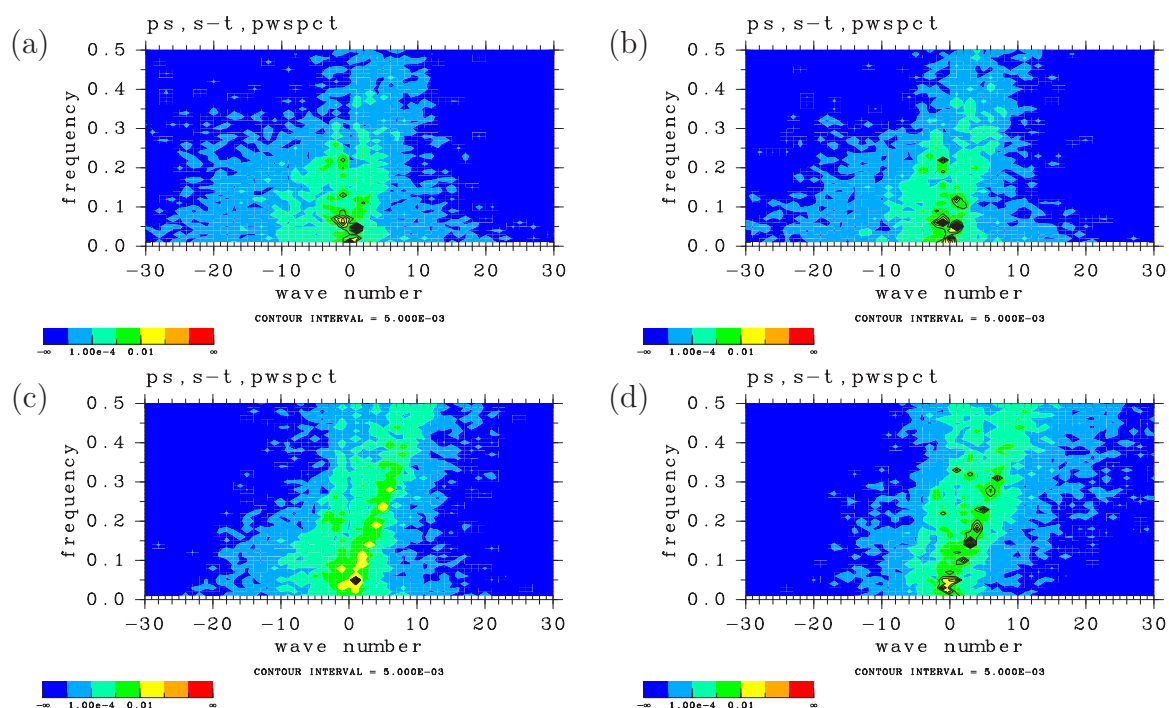 (a)
ps,s-t,pwspct
frequency
0.5
0.4
0.3
0.2
0.1
0.0
-30 -20 -10 0 10 20 30
wave number
CONTOUR INTERVAL = 5.000E-03
-∞ 1.00e-4 0.01 ∞
(b)
ps,s-t,pwspct
frequency
0.5
0.4
0.3
0.2
0.1
0.0
-30 -20 -10 0 10 20 30
wave number
CONTOUR INTERVAL = 5.000E-03
-∞ 1.00e-4 0.01 ∞
(c)
ps,s-t,pwspct
frequency
0.5
0.4
0.3
0.2
0.1
0.0
-30 -20 -10 0 10 20 30
wave number
CONTOUR INTERVAL = 5.000E-03
-∞ 1.00e-4 0.01 ∞
(d)
ps,s-t,pwspct
frequency
0.5
0.4
0.3
0.2
0.1
0.0
-30 -20 -10 0 10 20 30
wave number
CONTOUR INTERVAL = 5.000E-03
-∞ 1.00e-4 0.01 ∞